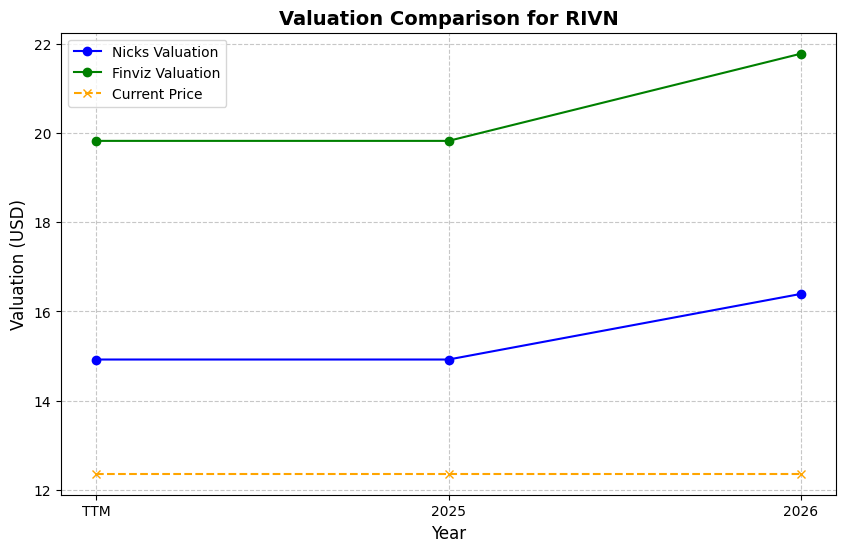 Valuation Comparison for RIVN
Nicks Valuation
Finviz Valuation
Current Price
Valuation (USD)
22
20
18
16
14
12
TTM
2025
2026
Year